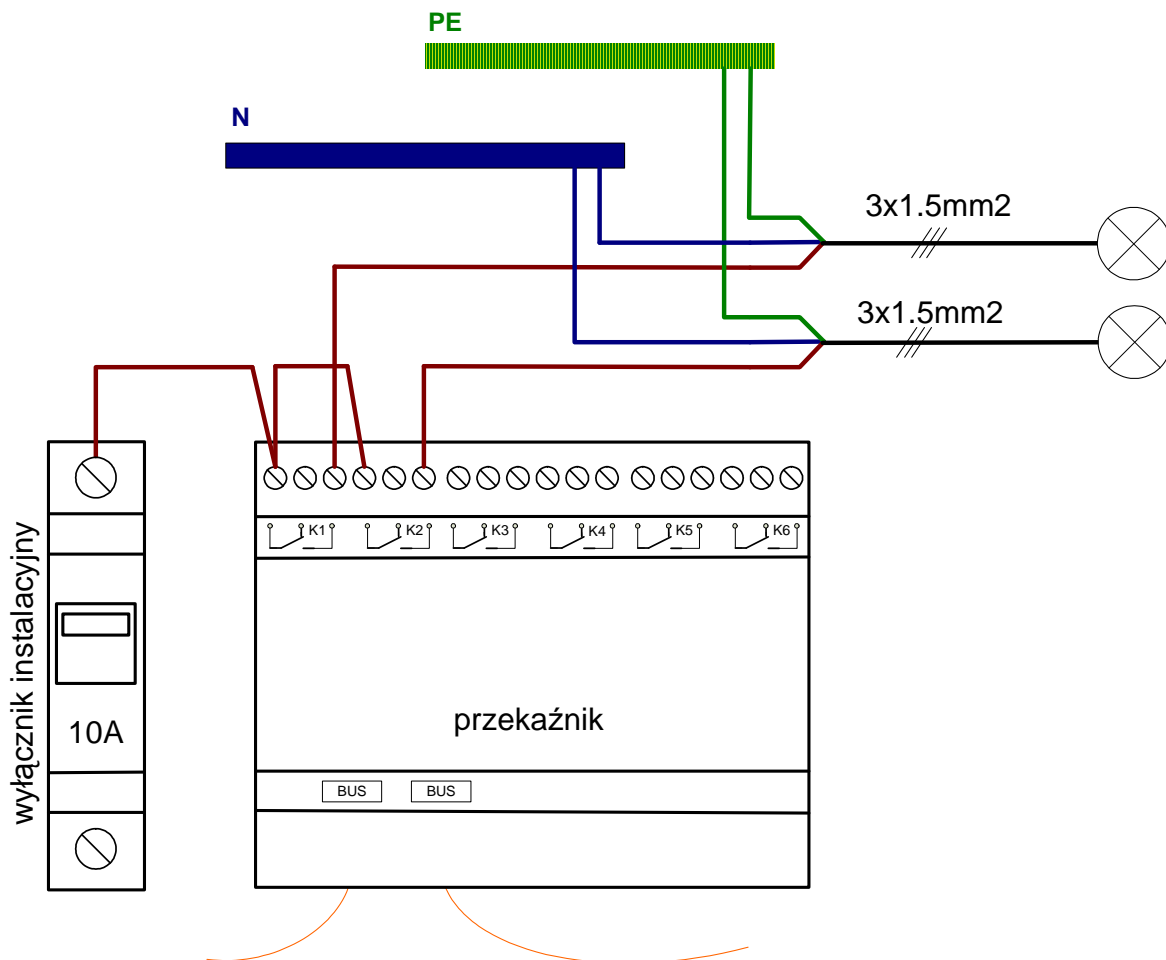 PE
N
3x1.5mm2
3x1.5mm2
wyłącznik instalacyjny
10A
K1
K2
K3
K4
K5
K6
przekaźnik
BUS
BUS